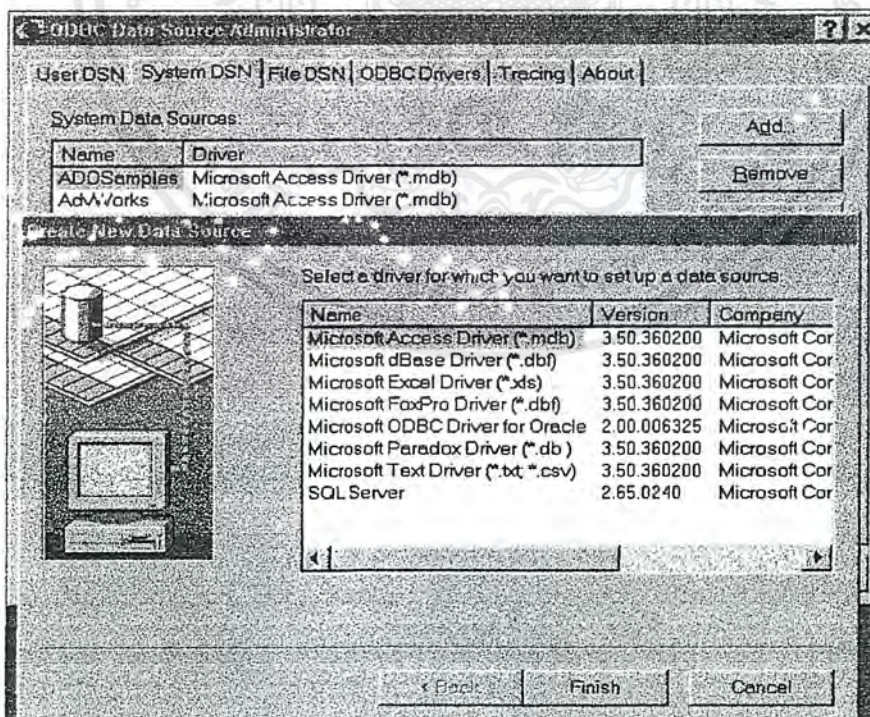 ODBC Data Source Administrator
User DSN System DSN File DSN ODBC Drivers Tracing About
System Data Sources:
Add...
Name Driver
ADOSamples Microsoft Access Driver (*.mdb)
Remove
AdvWorks Microsoft Access Driver (*.mdb)
Create New Data Source
Select a driver for which you want to set up a data source:
Name Version Company
Microsoft Access Driver (*.mdb) 3.50.360200 Microsoft Cor
Microsoft dBase Driver (*.dbf) 3.50.360200 Microsoft Cor
Microsoft Excel Driver (*.xls) 3.50.360200 Microsoft Cor
Microsoft FoxPro Driver (*.dbf) 3.50.360200 Microsoft Cor
Microsoft ODBC Driver for Oracle 2.00.006325 Microsoft Cor
Microsoft Paradox Driver (*.db ) 3.50.360200 Microsoft Cor
Microsoft Text Driver (*.txt; *.csv) 3.50.360200 Microsoft Cor
SQL Server 2.65.0240 Microsoft Cor
< Back Finish Cancel